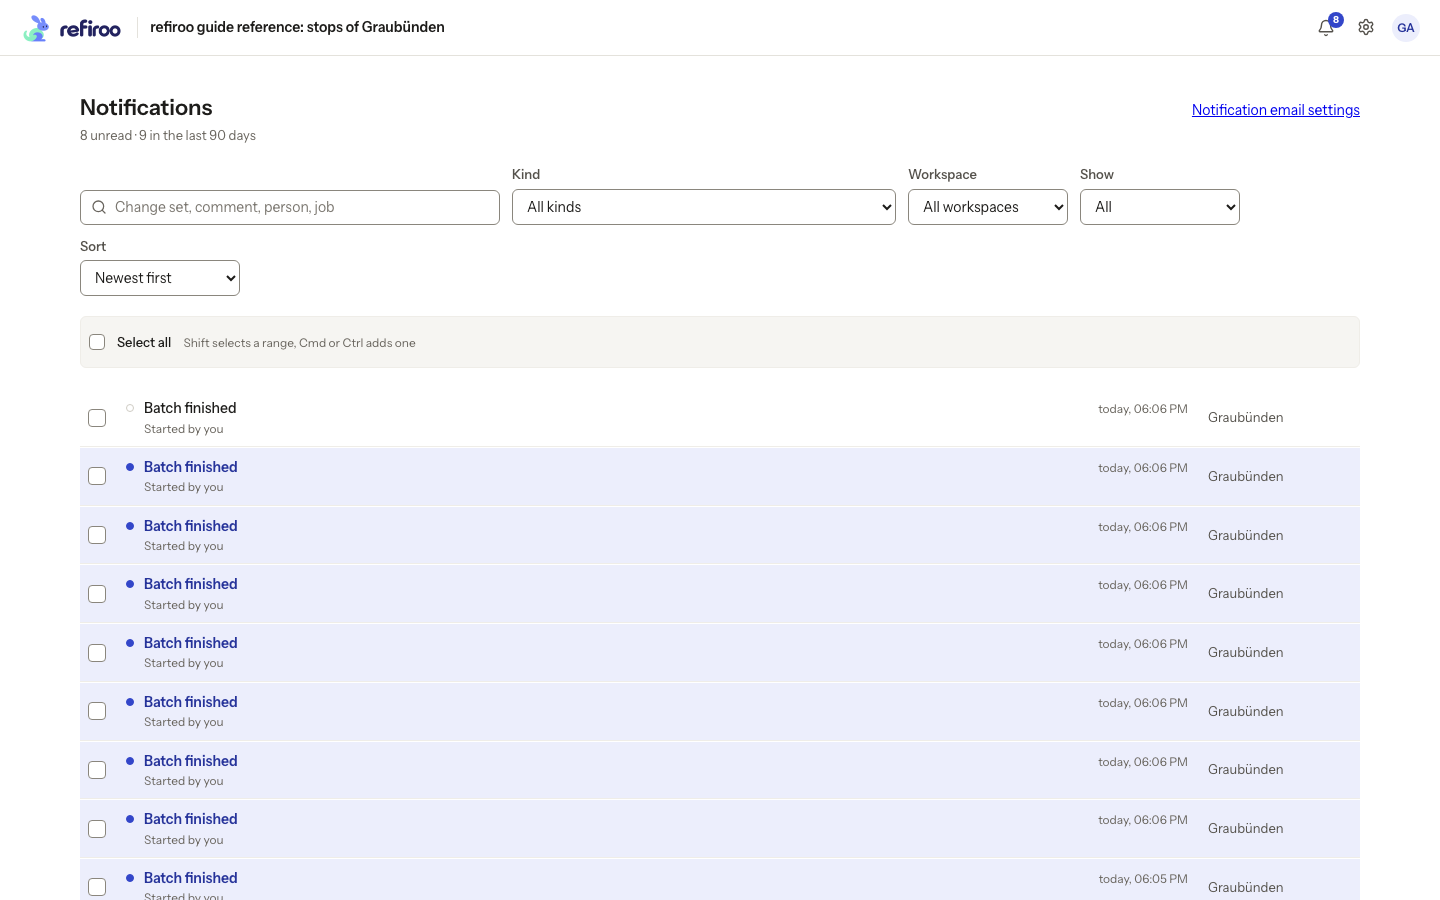 refiroo
refiroo guide reference: stops of Graubünden
8
GA
Notifications
Notification email settings
8 unread · 9 in the last 90 days
Kind
Workspace
Show
Change set, comment, person, job
All kinds
All workspaces
All
Sort
Newest first
Select all Shift selects a range, Cmd or Ctrl adds one
Batch finished today, 06:06 PM Graubünden
Started by you
Batch finished today, 06:06 PM Graubünden
Started by you
Batch finished today, 06:06 PM Graubünden
Started by you
Batch finished today, 06:06 PM Graubünden
Started by you
Batch finished today, 06:06 PM Graubünden
Started by you
Batch finished today, 06:06 PM Graubünden
Started by you
Batch finished today, 06:06 PM Graubünden
Started by you
Batch finished today, 06:06 PM Graubünden
Started by you
Batch finished today, 06:05 PM Graubünden
Started by you